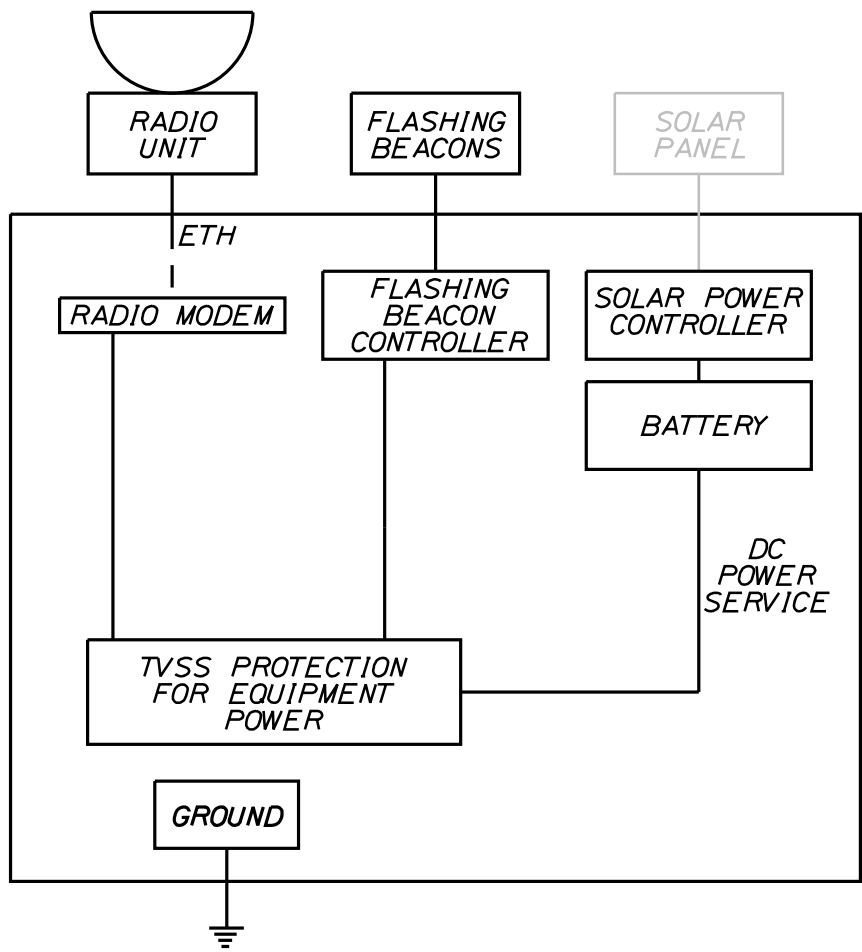 RADIO
UNIT
FLASHING
BEACONS
SOLAR
PANEL
ETH
RADIO MODEM
FLASHING
BEACON
CONTROLLER
SOLAR POWER
CONTROLLER
BATTERY
DC
POWER
SERVICE
TVSS PROTECTION
FOR EQUIPMENT
POWER
GROUND